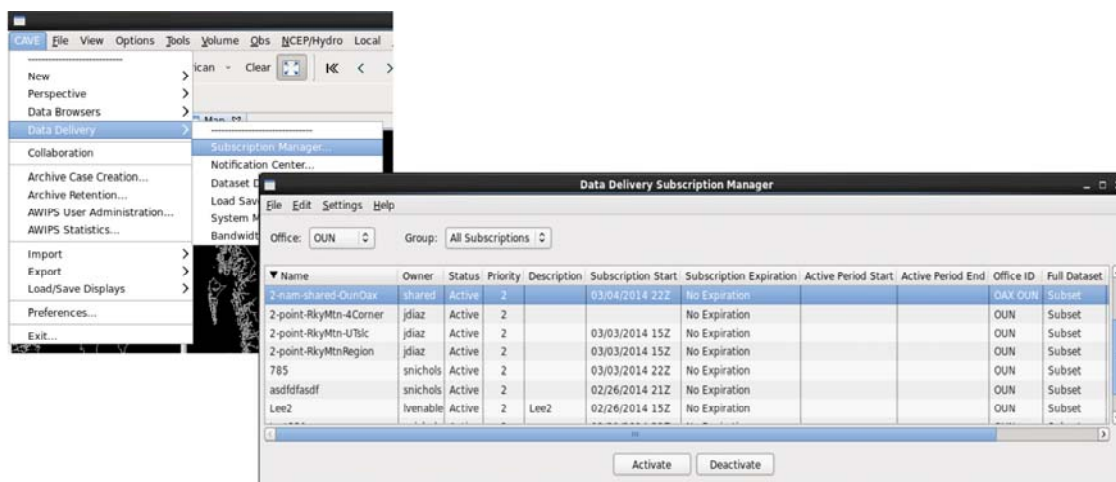 CAVE File View Options Tools Volume Obs NCEP/Hydro Local
ican Clear
New
Perspective
Data Browsers
Map
Data Delivery
Subscription Manager...
Collaboration
Notification Center...
Archive Case Creation...
Dataset D
Archive Retention...
Load Sav
AWIPS User Administration...
System M
AWIPS Statistics...
Bandwidt
Import
Export
Load/Save Displays
Preferences...
Exit...
Data Delivery Subscription Manager
File Edit Settings Help
Office: OUN Group: All Subscriptions
Name Owner Status Priority Description Subscription Start Subscription Expiration Active Period Start Active Period End Office ID Full Dataset
2-nam-shared-OunOax shared Active 2 03/04/2014 22Z No Expiration OAX OUN Subset
2-point-RkyMtn-4Corner jdiaz Active 2 No Expiration OUN Subset
2-point-RkyMtn-UTslc jdiaz Active 2 03/03/2014 15Z No Expiration OUN Subset
2-point-RkyMtnRegion jdiaz Active 2 03/03/2014 15Z No Expiration OUN Subset
785 snichols Active 2 03/03/2014 22Z No Expiration OUN Subset
asdfdfasdf snichols Active 2 02/26/2014 21Z No Expiration OUN Subset
Lee2 lvenable Active 2 Lee2 02/26/2014 15Z No Expiration OUN Subset
Activate Deactivate